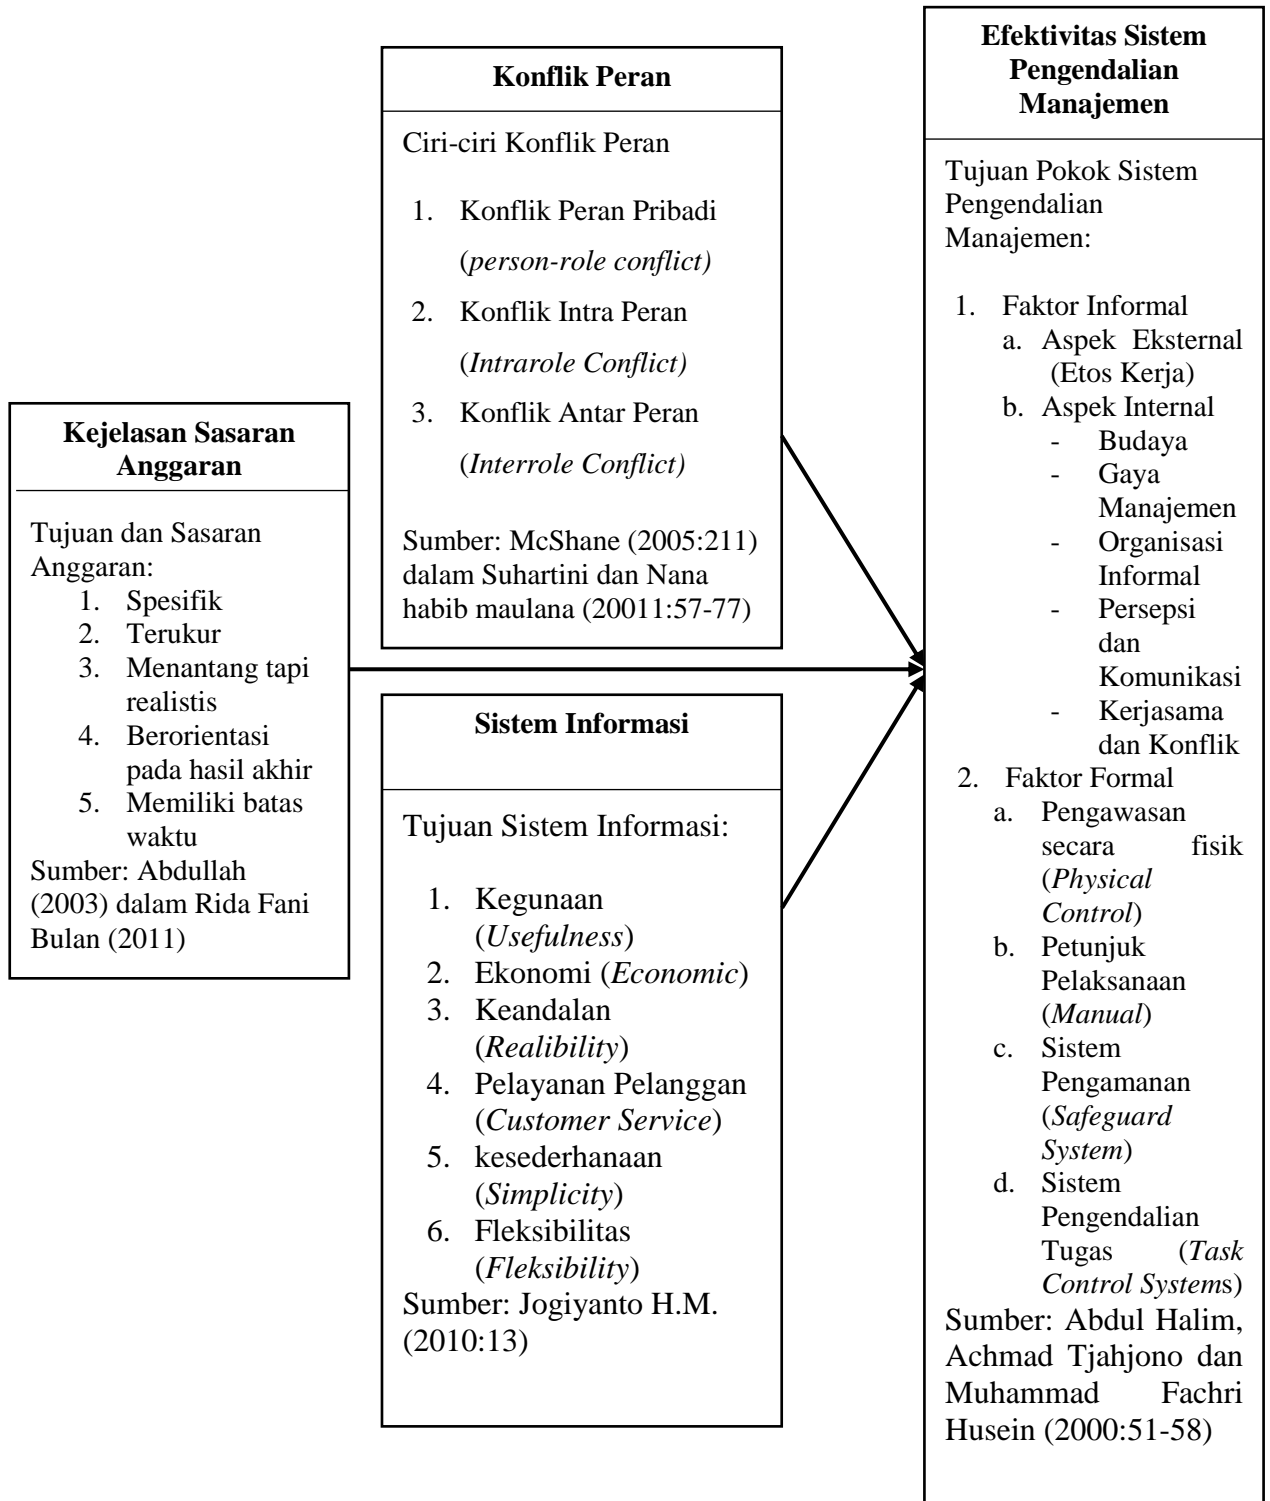 Kejelasan Sasaran
Anggaran
Tujuan dan Sasaran
Anggaran:
1. Spesifik
2. Terukur
3. Menantang tapi
realistis
4. Berorientasi
pada hasil akhir
5. Memiliki batas
waktu
Sumber: Abdullah
(2003) dalam Rida Fani
Bulan (2011)
Konflik Peran
Ciri-ciri Konflik Peran
1. Konflik Peran Pribadi
(person-role conflict)
2. Konflik Intra Peran
(Intrarole Conflict)
3. Konflik Antar Peran
(Interrole Conflict)
Sumber: McShane (2005:211)
dalam Suhartini dan Nana
habib maulana (20011:57-77)
Sistem Informasi
Tujuan Sistem Informasi:
1. Kegunaan
(Usefulness)
2. Ekonomi (Economic)
3. Keandalan
(Realibility)
4. Pelayanan Pelanggan
(Customer Service)
5. kesederhanaan
(Simplicity)
6. Fleksibilitas
(Fleksibility)
Sumber: Jogiyanto H.M.
(2010:13)
Efektivitas Sistem
Pengendalian
Manajemen
Tujuan Pokok Sistem
Pengendalian
Manajemen:
1. Faktor Informal
a. Aspek Eksternal
(Etos Kerja)
b. Aspek Internal
- Budaya
- Gaya
Manajemen
- Organisasi
Informal
- Persepsi
dan
Komunikasi
- Kerjasama
dan Konflik
2. Faktor Formal
a. Pengawasan
secara fisik
(Physical
Control)
b. Petunjuk
Pelaksanaan
(Manual)
c. Sistem
Pengamanan
(Safeguard
System)
d. Sistem
Pengendalian
Tugas (Task
Control Systems)
Sumber: Abdul Halim,
Achmad Tjahjono dan
Muhammad Fachri
Husein (2000:51-58)